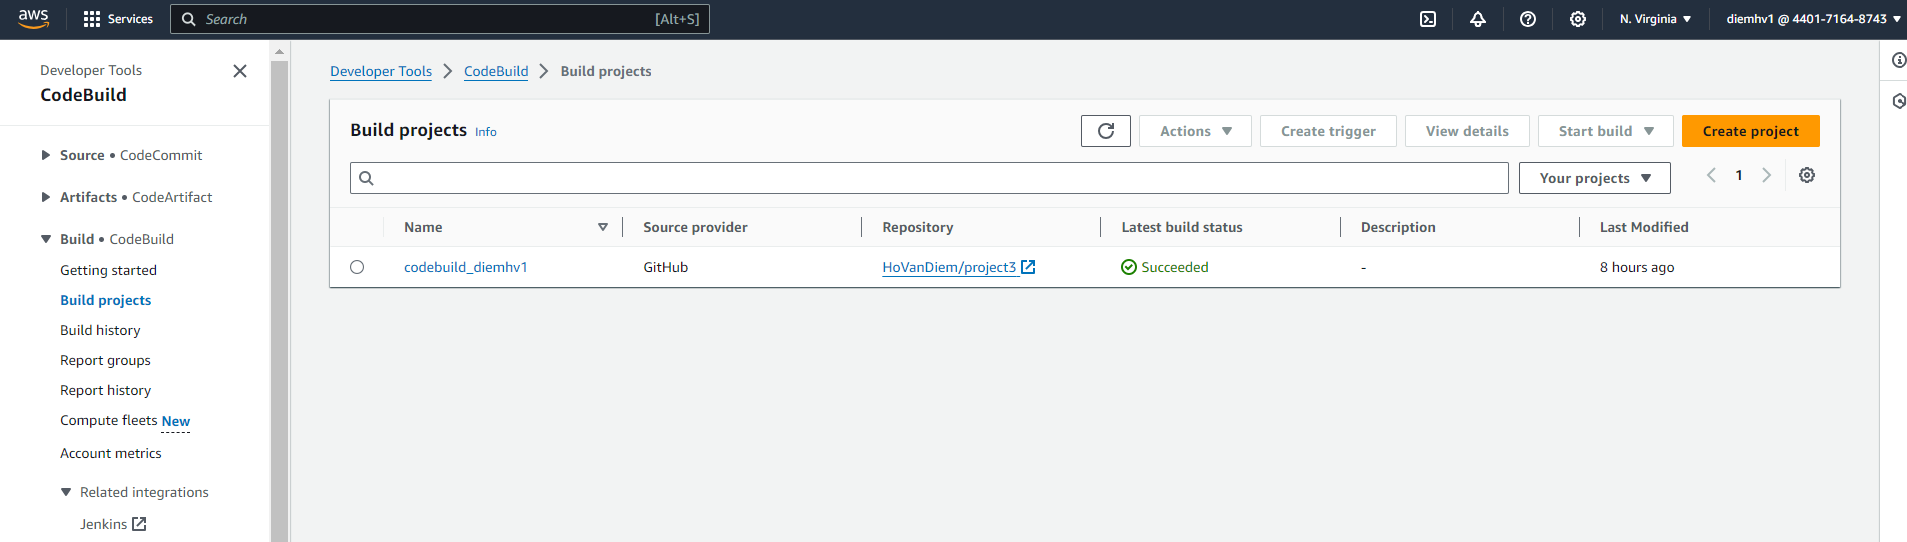 aws Services Search [Alt+S] N. Virginia diemhv1 @ 4401-7164-8743
Developer Tools
CodeBuild
Source • CodeCommit
Artifacts • CodeArtifact
Build • CodeBuild
Getting started
Build projects
Build history
Report groups
Report history
Compute fleets New
Account metrics
Related integrations
Jenkins
Developer Tools CodeBuild Build projects
Build projects Info Actions Create trigger View details Start build Create project
Your projects 1
Name Source provider Repository Latest build status Description Last Modified
codebuild_diemhv1 GitHub HoVanDiem/project3 Succeeded - 8 hours ago